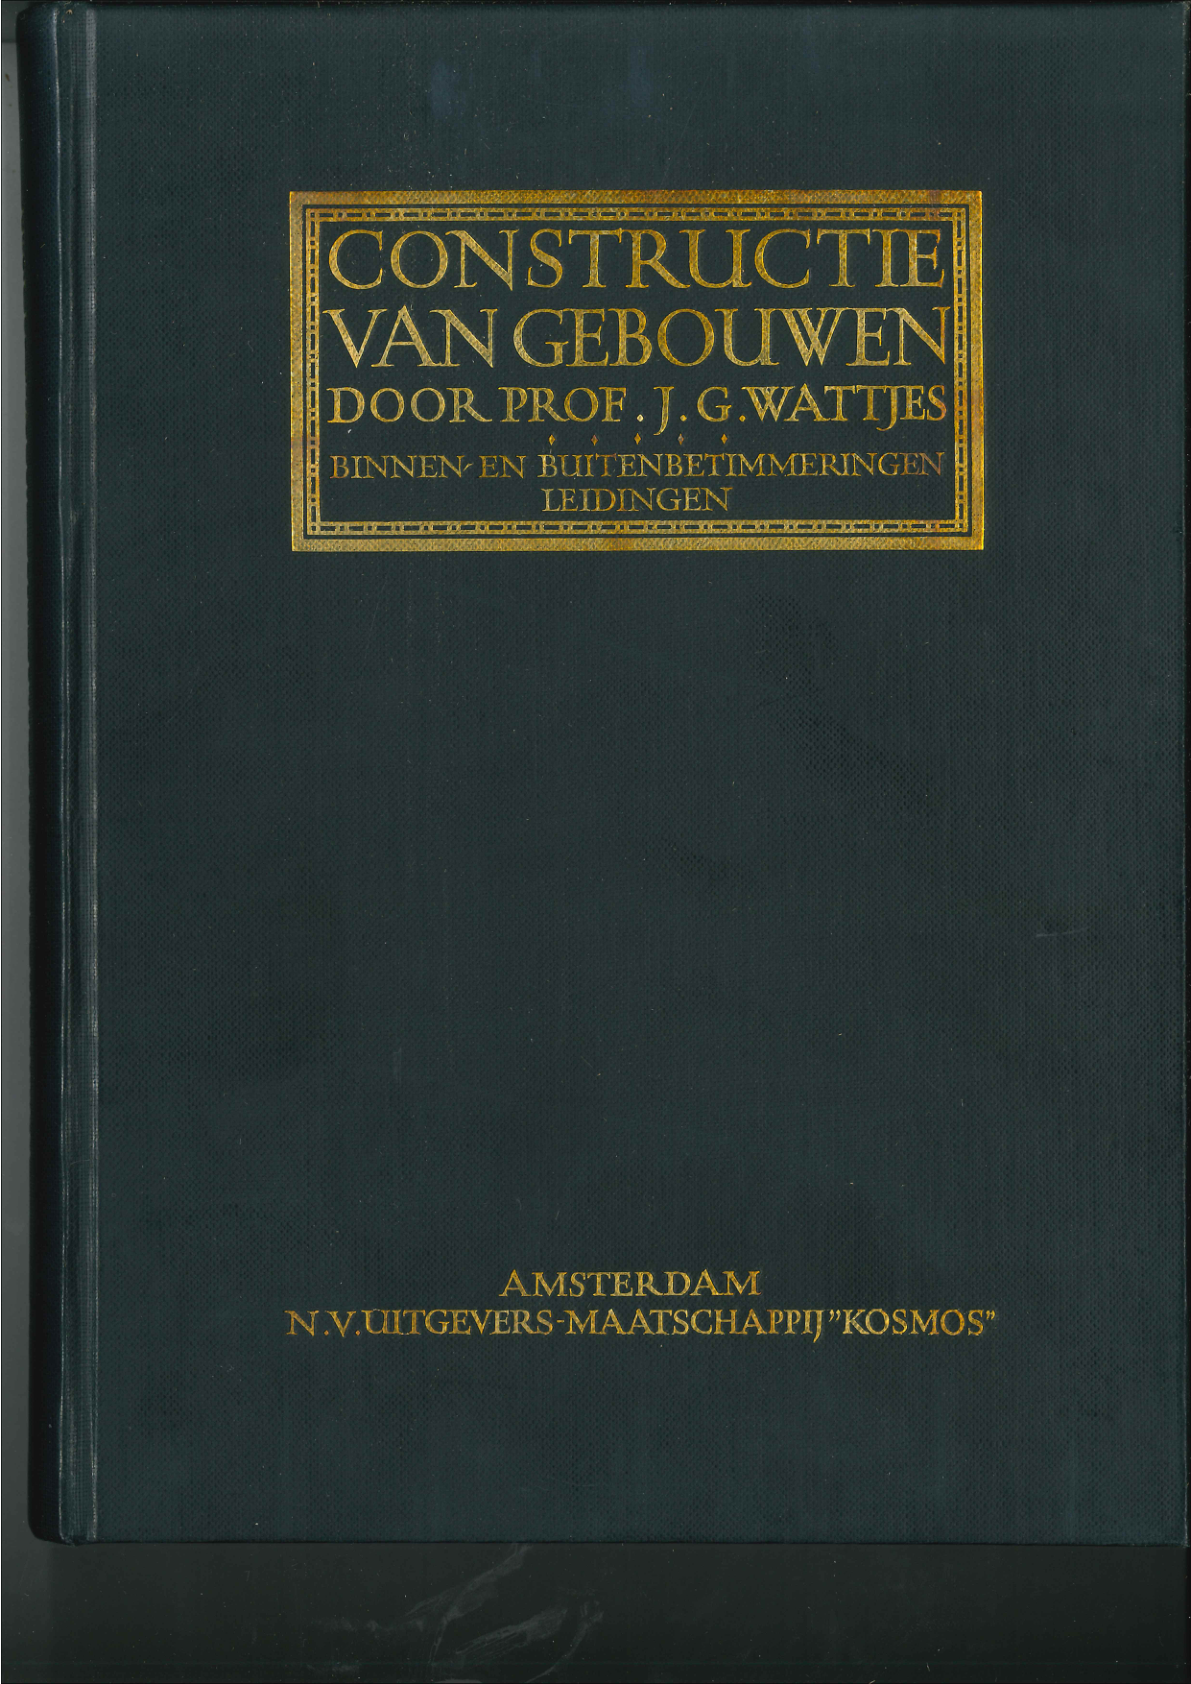 CONSTRUCTIE
VAN GEBOUWEN
DOOR PROF. J. G. WATTJES
BINNEN- EN BUITENBETIMMERINGEN
LEIDINGEN
AMSTERDAM
N.V. UITGEVERS-MAATSCHAPPIJ "KOSMOS"